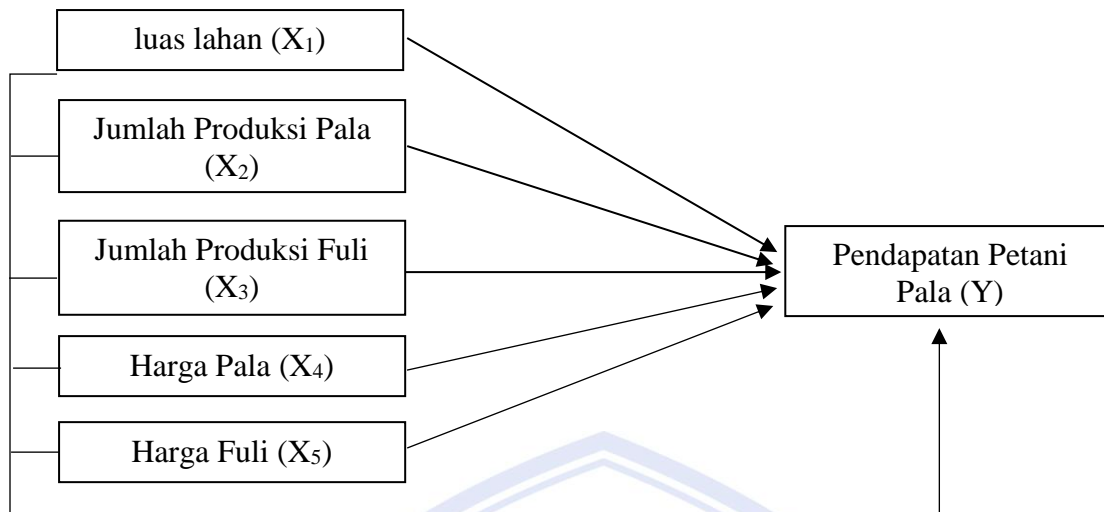 luas lahan (X₁)
Jumlah Produksi Pala
(X₂)
Jumlah Produksi Fuli
(X₃)
Harga Pala (X₄)
Harga Fuli (X₅)
Pendapatan Petani
Pala (Y)